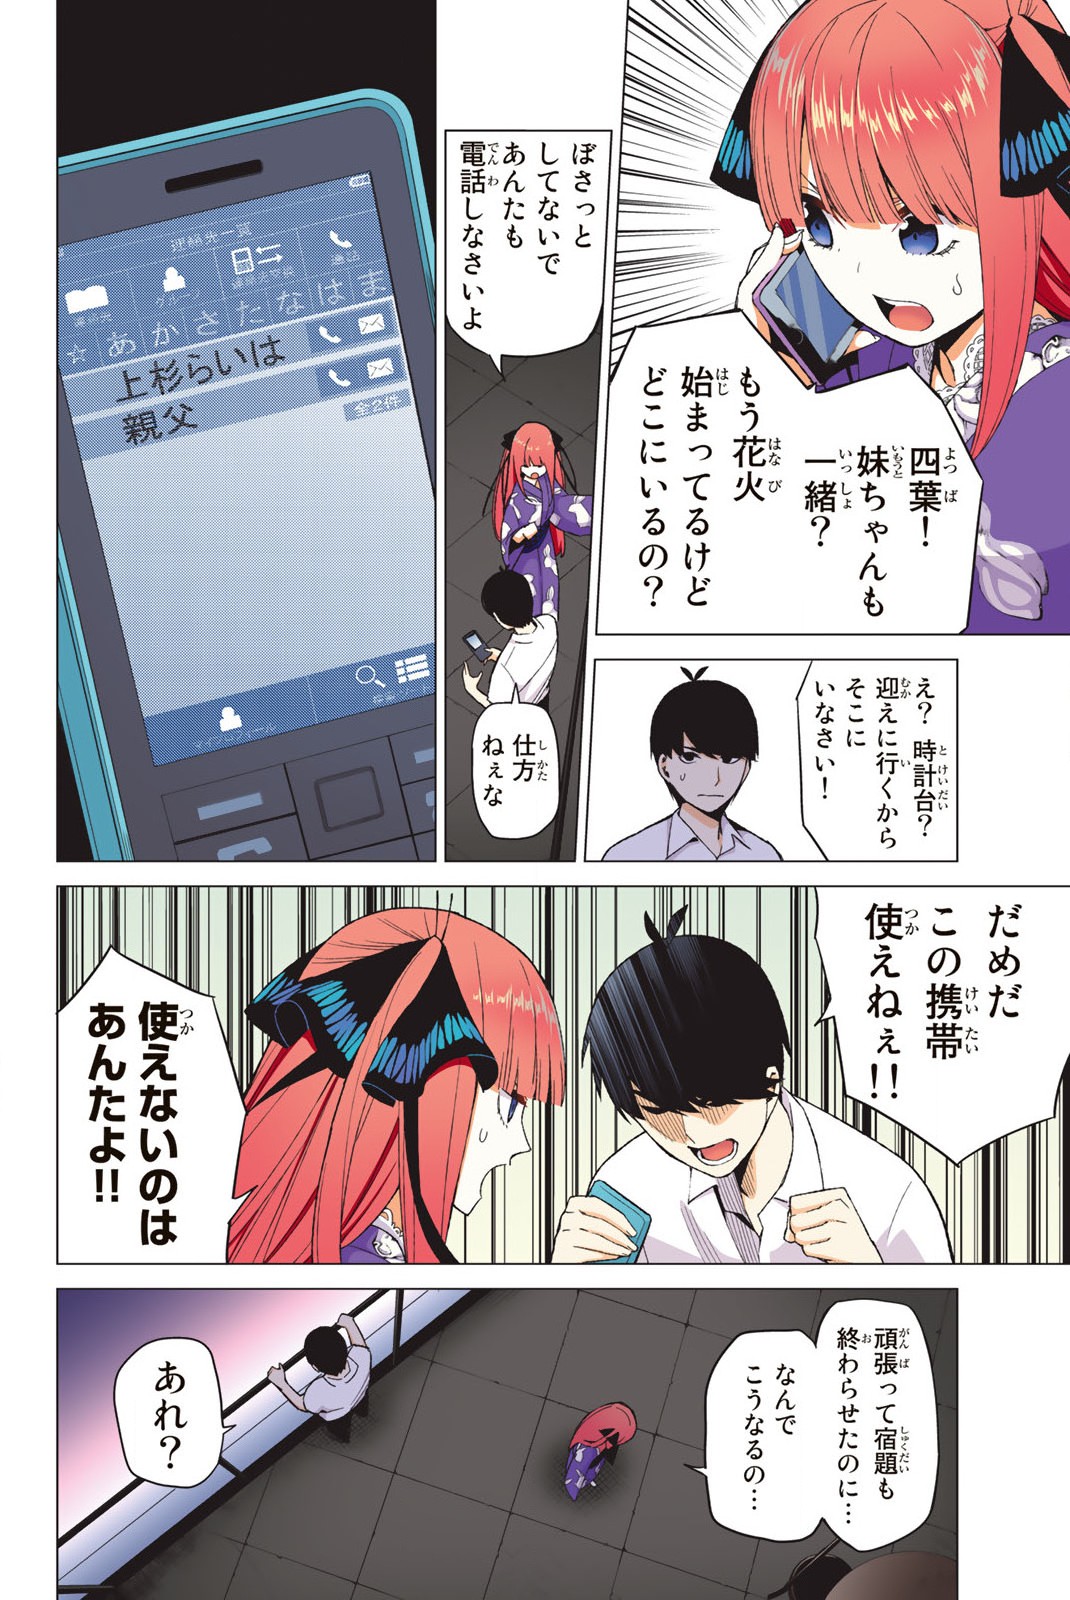 四葉!
妹ちゃんも
一緒?
もう花火
始まってるけど
どこにいるの?
ぼさっと
してないで
あんたも
電話しなさいよ
仕方
ねぇな
連絡先一覧
グループ
通話
☆ あ か さ た な は ま
上杉らいは
親父
全2件
え? 時計台?
迎えに行くから
そこに
いなさい!
だめだ
この携帯
使えねぇ!!
使えないのは
あんたよ!!
頑張って宿題も
終わらせたのに…
なんで
こうなるの…
あれ?